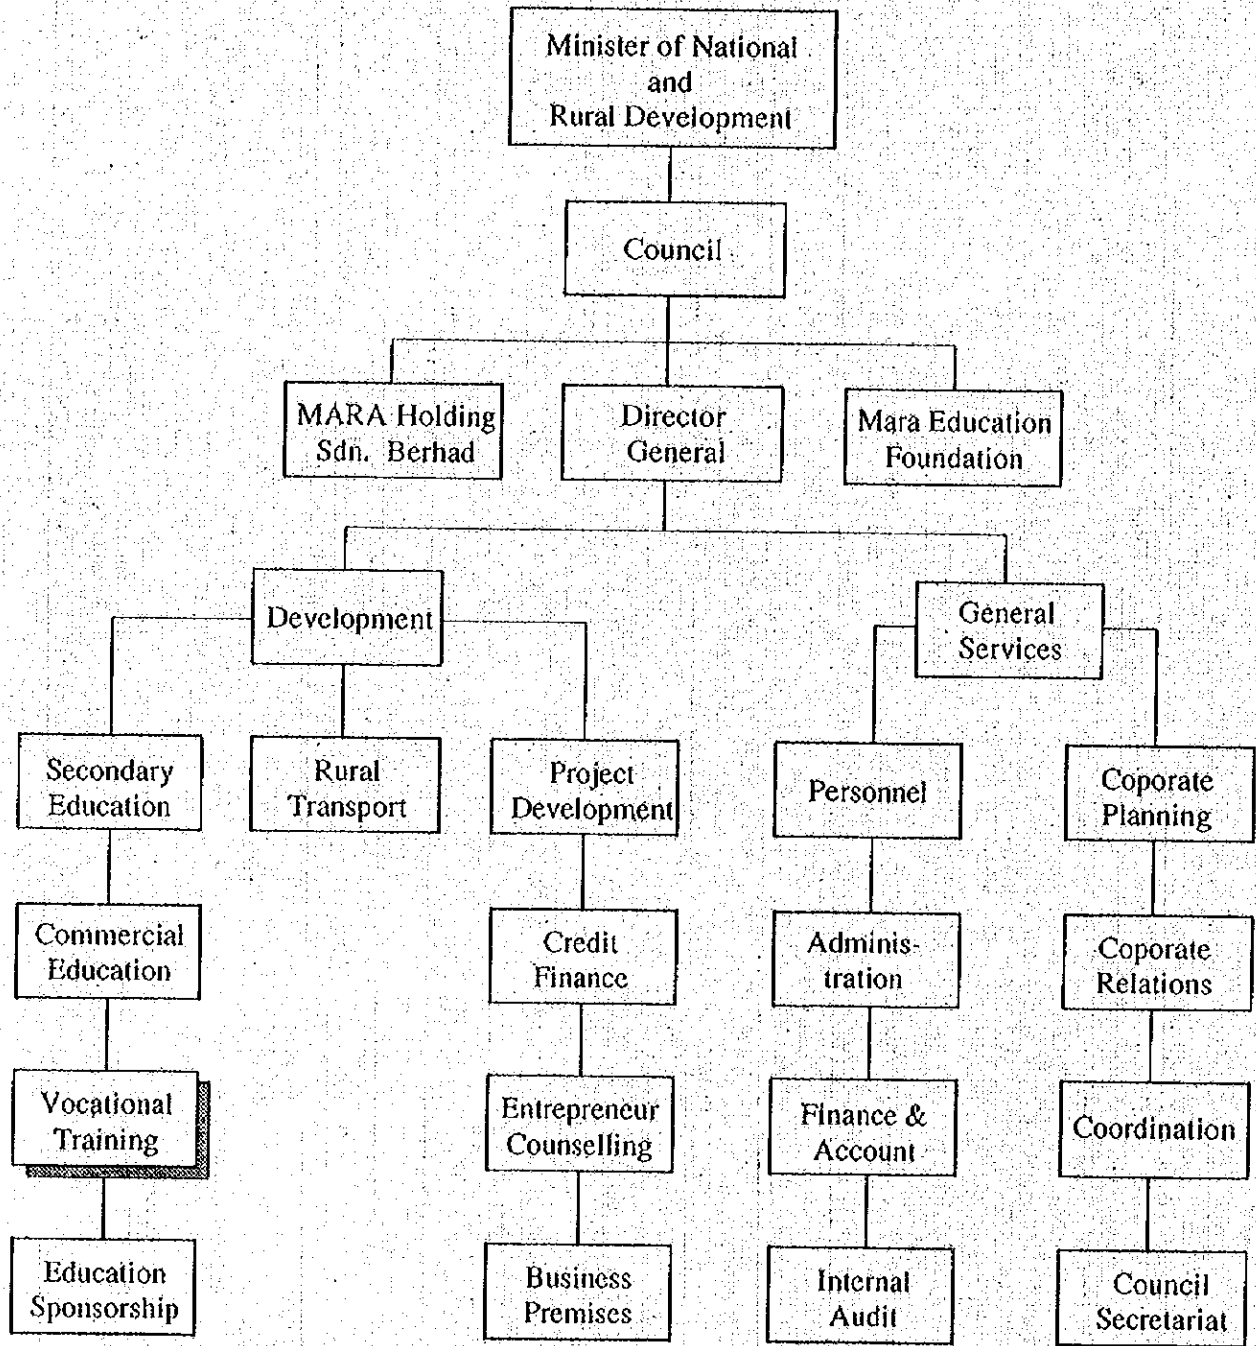 Minister of National
and
Rural Development
Council
MARA Holding
Sdn. Berhad
Director
General
Mara Education
Foundation
Development
General
Services
Secondary
Education
Rural
Transport
Project
Development
Personnel
Coporate
Planning
Commercial
Education
Credit
Finance
Adminis-
tration
Coporate
Relations
Vocational
Training
Entrepreneur
Counselling
Finance &
Account
Coordination
Education
Sponsorship
Business
Premises
Internal
Audit
Council
Secretariat